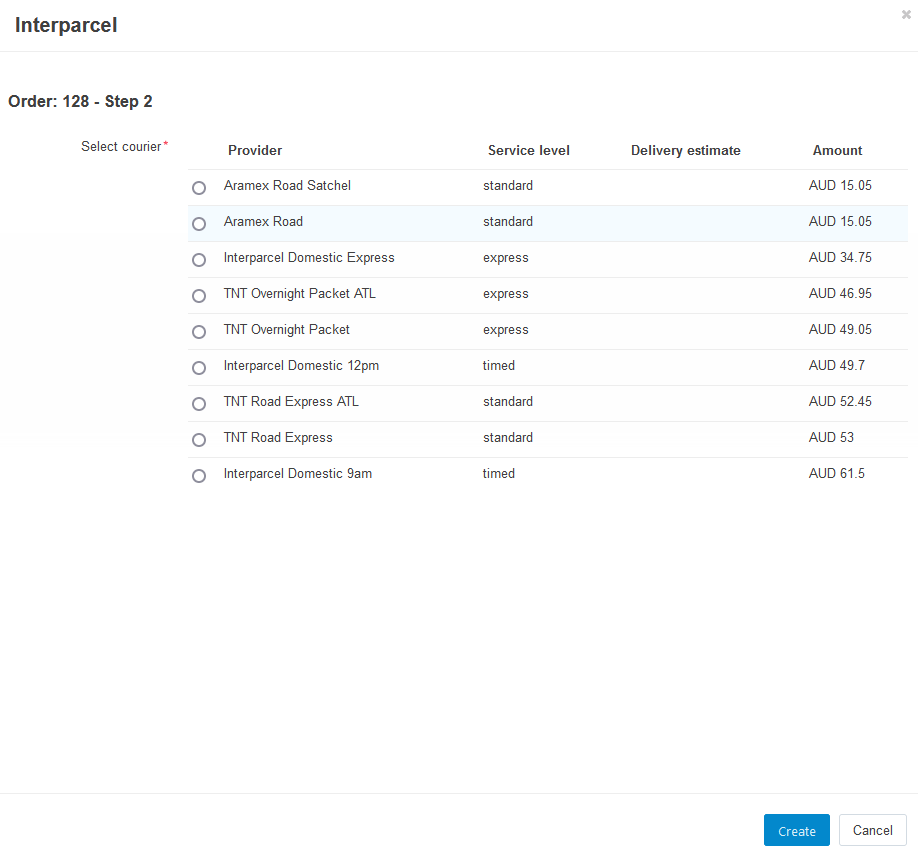 Interparcel
×
Order: 128 - Step 2
Select courier*
Provider Service level Delivery estimate Amount
Aramex Road Satchel standard AUD 15.05
Aramex Road standard AUD 15.05
Interparcel Domestic Express express AUD 34.75
TNT Overnight Packet ATL express AUD 46.95
TNT Overnight Packet express AUD 49.05
Interparcel Domestic 12pm timed AUD 49.7
TNT Road Express ATL standard AUD 52.45
TNT Road Express standard AUD 53
Interparcel Domestic 9am timed AUD 61.5
Create Cancel